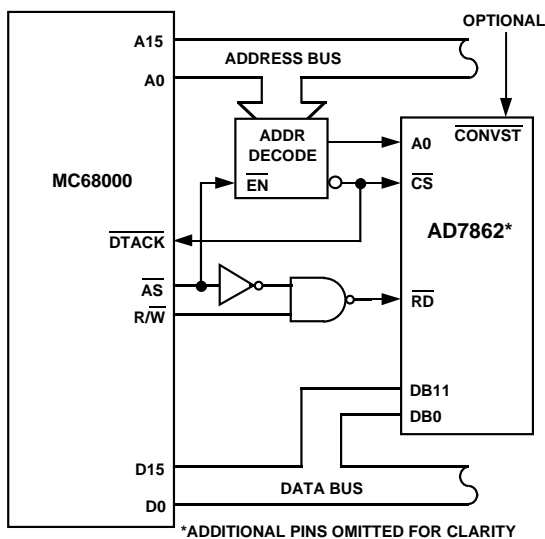 OPTIONAL
A15
ADDRESS BUS
A0
ADDR
DECODE
A0
CONVST
MC68000
EN
CS
AD7862*
DTACK
AS
R/W
RD
DB11
DB0
D15
DATA BUS
D0
*ADDITIONAL PINS OMITTED FOR CLARITY